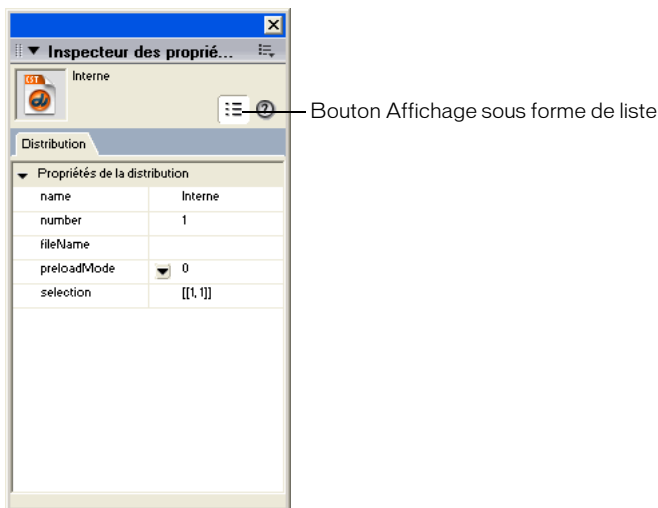 Inspecteur des proprié...
CST
Interne
Bouton Affichage sous forme de liste
Distribution
Propriétés de la distribution
name Interne
number 1
fileName
preloadMode 0
selection [[1, 1]]